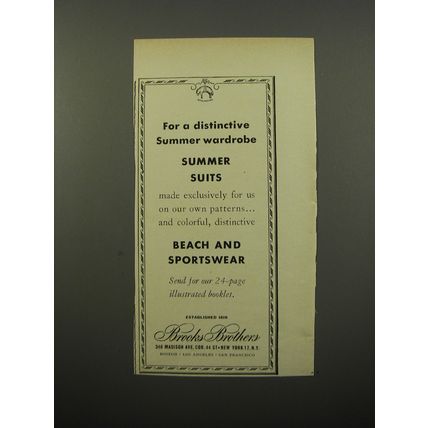 For a distinctive
Summer wardrobe
SUMMER
SUITS
made exclusively for us
on our own patterns...
and colorful, distinctive
BEACH AND
SPORTSWEAR
Send for our 24-page
illustrated booklet.
ESTABLISHED 1818
Brooks Brothers
346 MADISON AVE. COR. 44 ST • NEW YORK 17, N.Y.
BOSTON • LOS ANGELES • SAN FRANCISCO